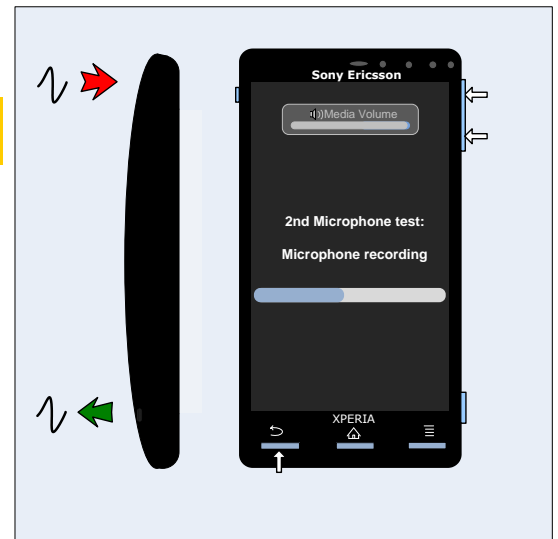 Sony Ericsson
Media Volume
2nd Microphone test:
Microphone recording
XPERIA